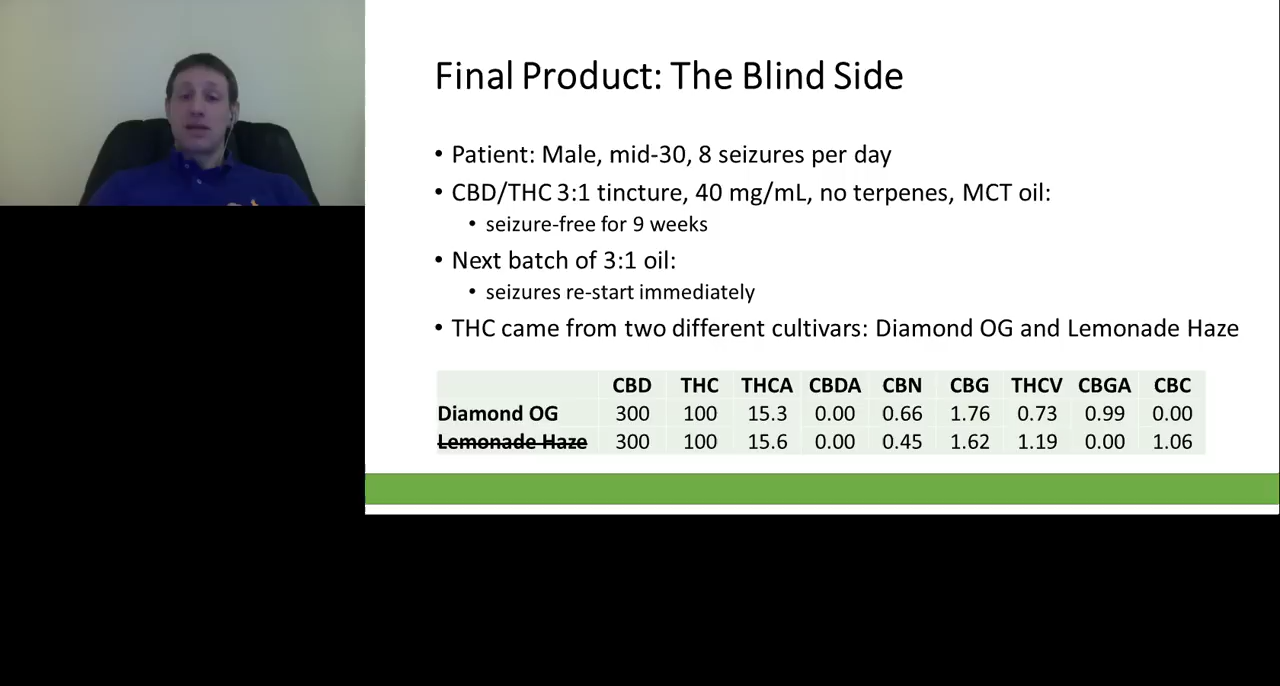 Final Product: The Blind Side
• Patient: Male, mid-30, 8 seizures per day
• CBD/THC 3:1 tincture, 40 mg/mL, no terpenes, MCT oil:
• seizure-free for 9 weeks
• Next batch of 3:1 oil:
• seizures re-start immediately
• THC came from two different cultivars: Diamond OG and Lemonade Haze
CBD THC THCA CBDA CBN CBG THCV CBGA CBC
Diamond OG 300 100 15.3 0.00 0.66 1.76 0.73 0.99 0.00
Lemonade Haze 300 100 15.6 0.00 0.45 1.62 1.19 0.00 1.06